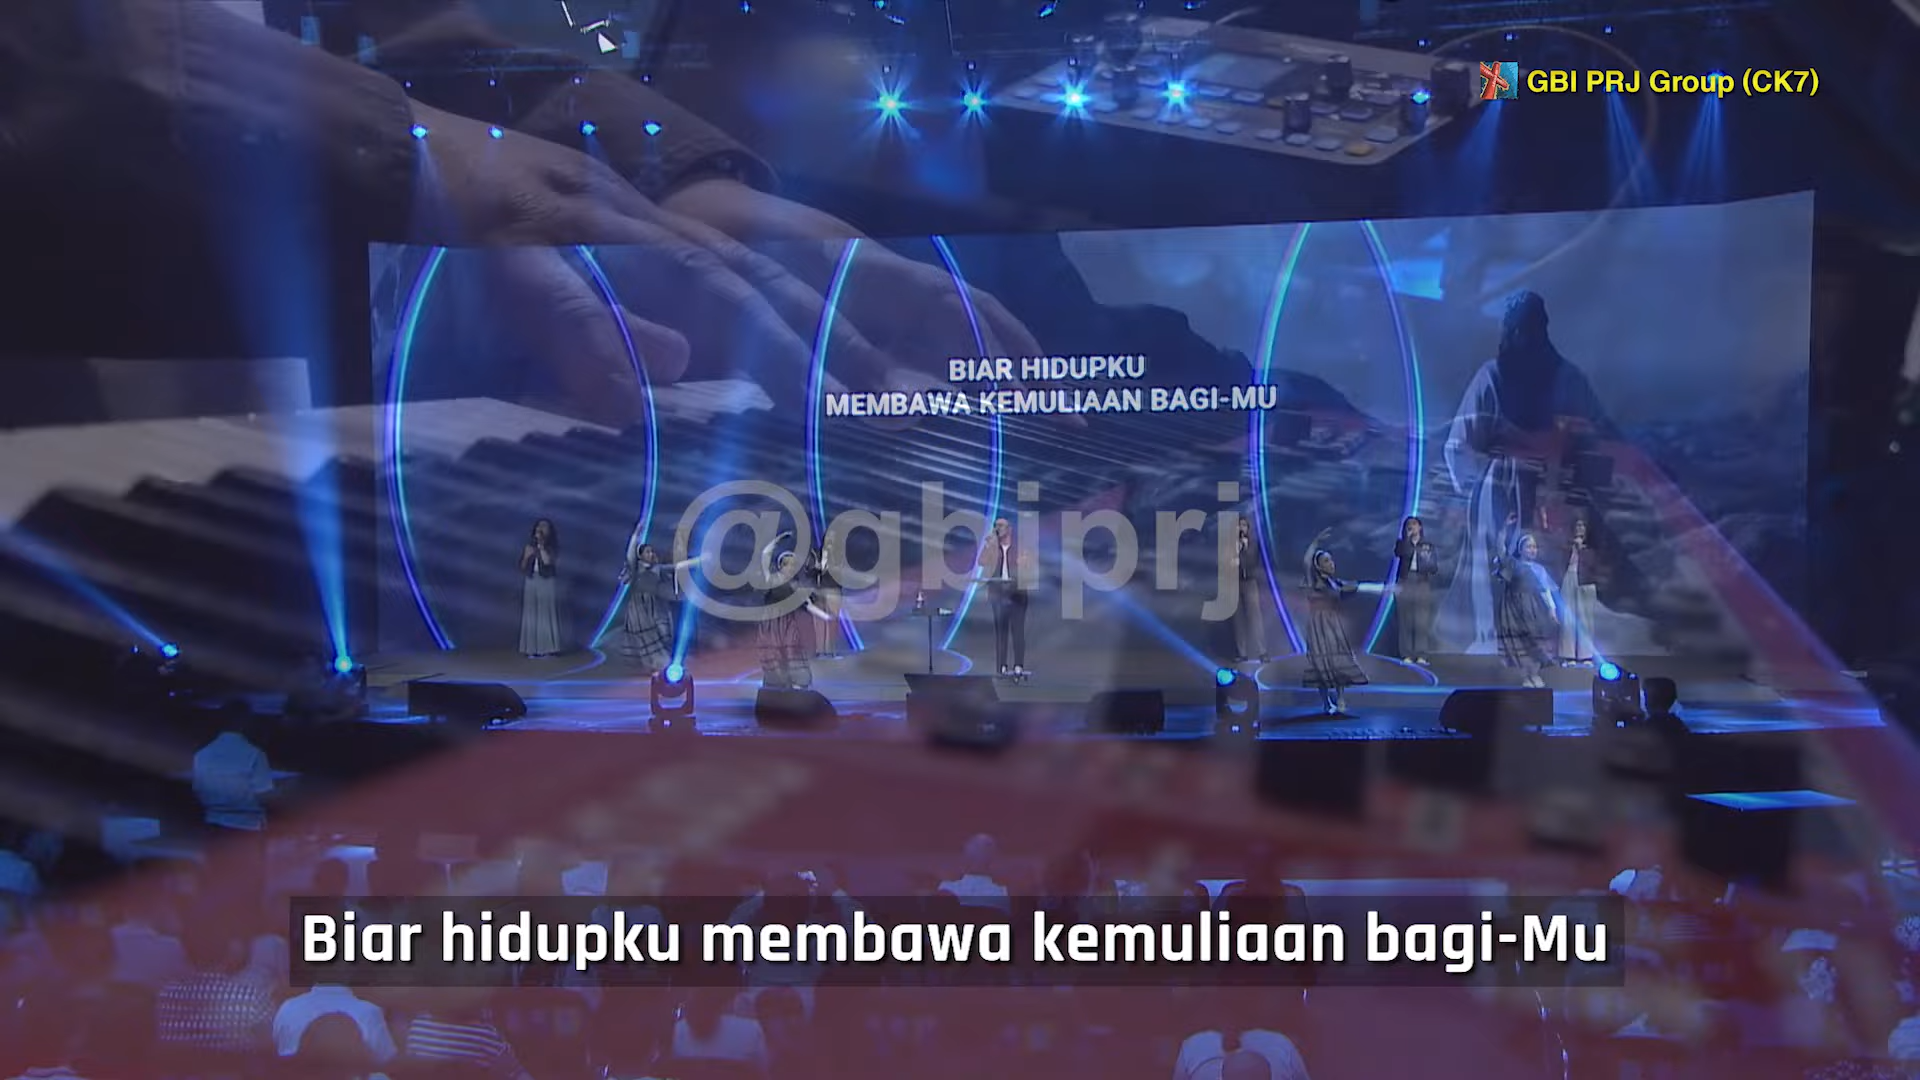 GBI PRJ Group (CK7)
BIAR HIDUPKU
MEMBAWA KEMULIAAN BAGI-MU
@gbiprj
Biar hidupku membawa kemuliaan bagi-Mu